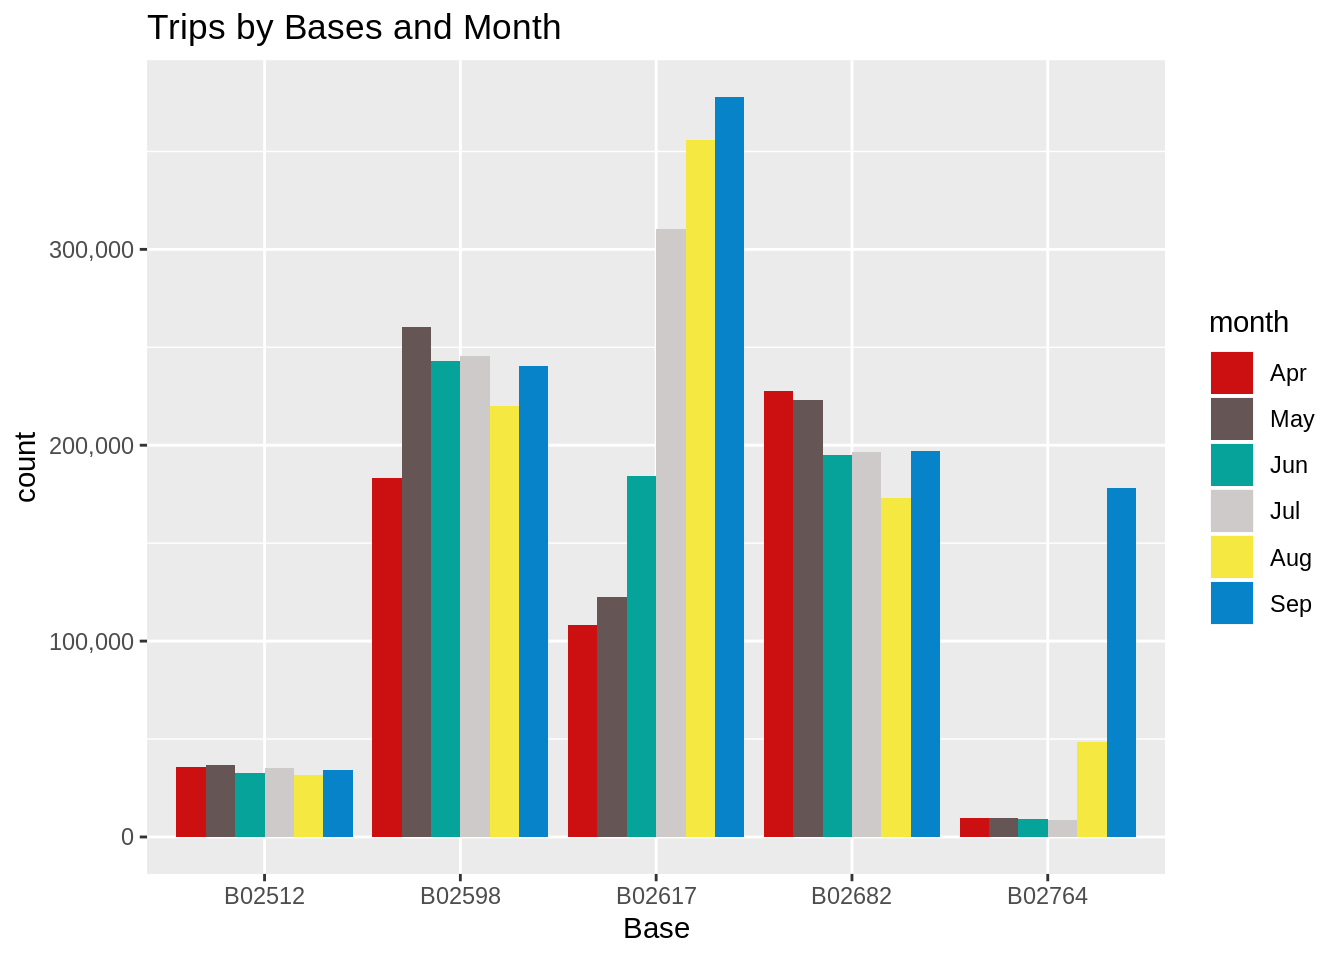 Trips by Bases and Month
300,000
200,000
100,000
0
count
B02512 B02598 B02617 B02682 B02764
Base
month
Apr
May
Jun
Jul
Aug
Sep